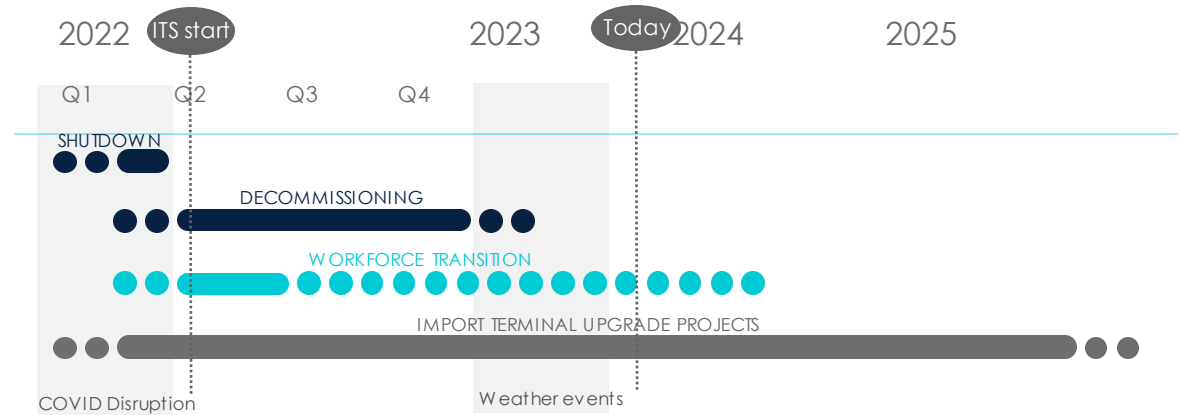 2022 ITS start 2023 Today 2024 2025
Q1 Q2 Q3 Q4
SHUTDOWN
DECOMMISSIONING
WORKFORCE TRANSITION
IMPORT TERMINAL UPGRADE PROJECTS
COVID Disruption Weather events